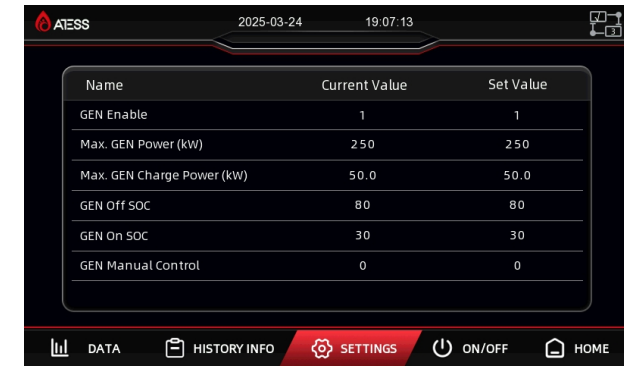 ATESS 2025-03-24 19:07:13
3
Name Current Value Set Value
GEN Enable 1 1
Max. GEN Power (kW) 250 250
Max. GEN Charge Power (kW) 50.0 50.0
GEN Off SOC 80 80
GEN On SOC 30 30
GEN Manual Control 0 0
DATA HISTORY INFO SETTINGS ON/OFF HOME